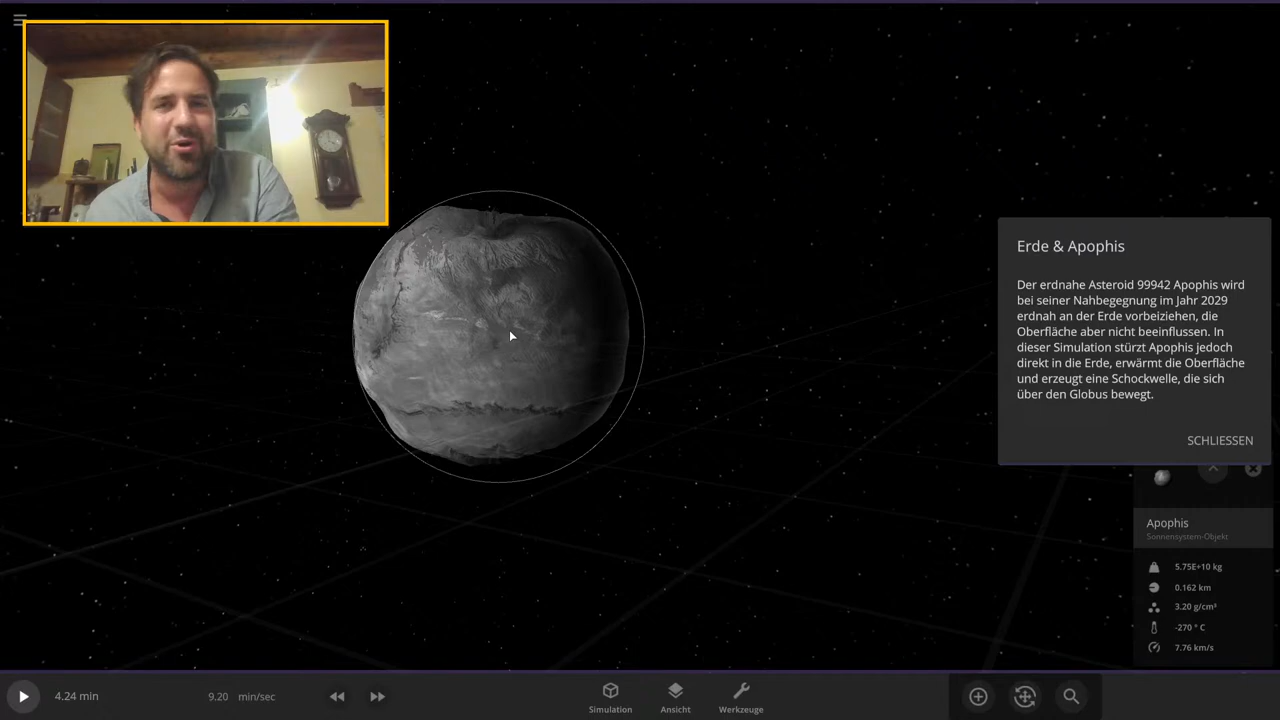 Erde & Apophis
Der erdnahe Asteroid 99942 Apophis wird
bei seiner Nahbegegnung im Jahr 2029
erdnah an der Erde vorbeiziehen, die
Oberfläche aber nicht beeinflussen. In
dieser Simulation stürzt Apophis jedoch
direkt in die Erde, erwärmt die Oberfläche
und erzeugt eine Schockwelle, die sich
über den Globus bewegt.
SCHLIESSEN
Apophis
Sonnensystem-Objekt
5.75E+10 kg
0.162 km
3.20 g/cm³
-270 ° C
7.76 km/s
4.24 min
9.20 min/sec
Simulation
Ansicht
Werkzeuge